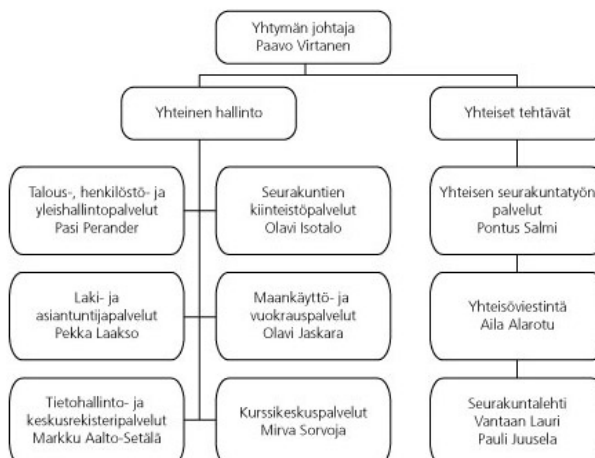 Yhtymän johtaja
Paavo Virtanen
Yhteinen hallinto
Yhteiset tehtävät
Talous-, henkilöstö- ja
yleishallintopalvelut
Pasi Perander
Seurakuntien
kiinteistöpalvelut
Olavi Isotalo
Yhteisen seurakuntatyön
palvelut
Pontus Salmi
Laki- ja
asiantuntijapalvelut
Pekka Laakso
Maankäyttö- ja
vuokrauspalvelut
Olavi Jaskara
Yhteisöviestintä
Aila Alarotu
Tietohallinto- ja
keskusrekisteripalvelut
Markku Aalto-Setälä
Kurssikeskuspalvelut
Mirva Sorvoja
Seurakuntalehti
Vantaan Lauri
Pauli Juusela